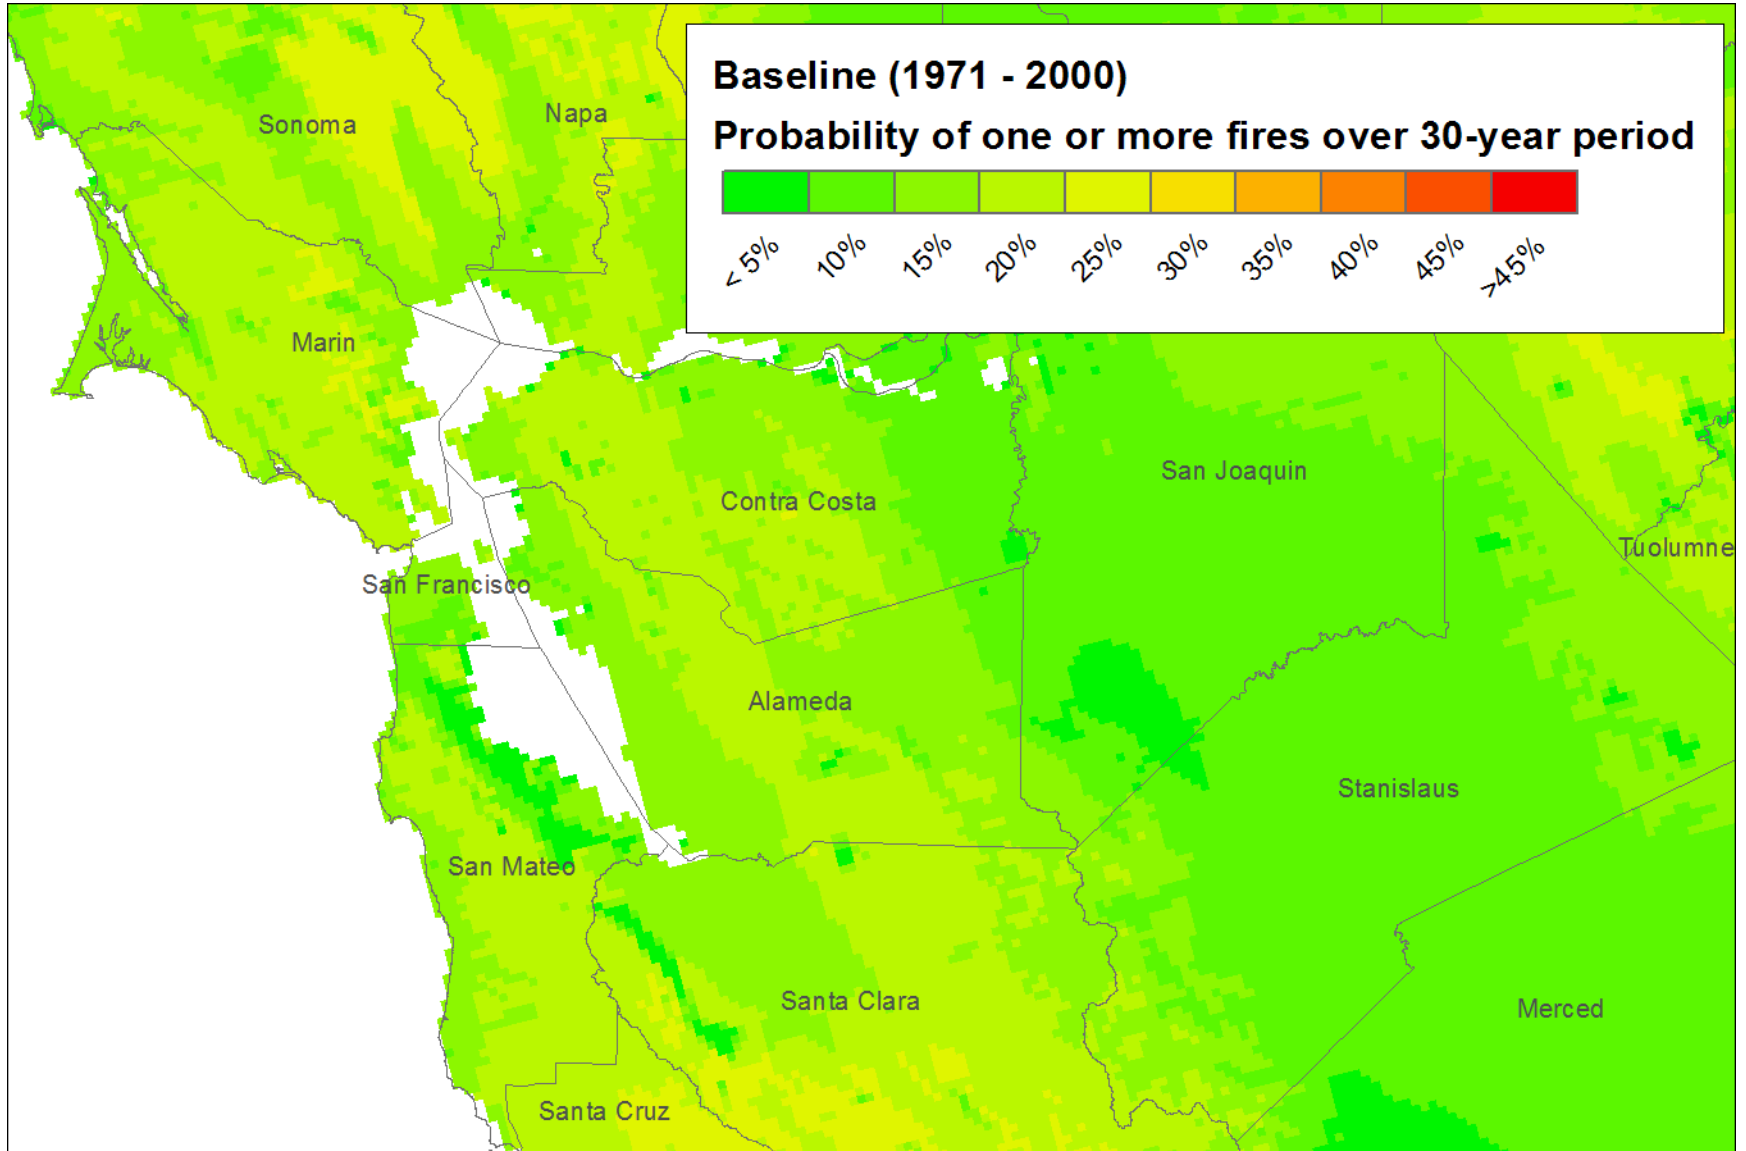 Baseline (1971 - 2000)
Probability of one or more fires over 30-year period
< 5%
10%
15%
20%
25%
30%
35%
40%
45%
>45%
Sonoma
Napa
Marin
San Joaquin
Contra Costa
Tuolumne
San Francisco
Alameda
Stanislaus
San Mateo
Santa Clara
Merced
Santa Cruz